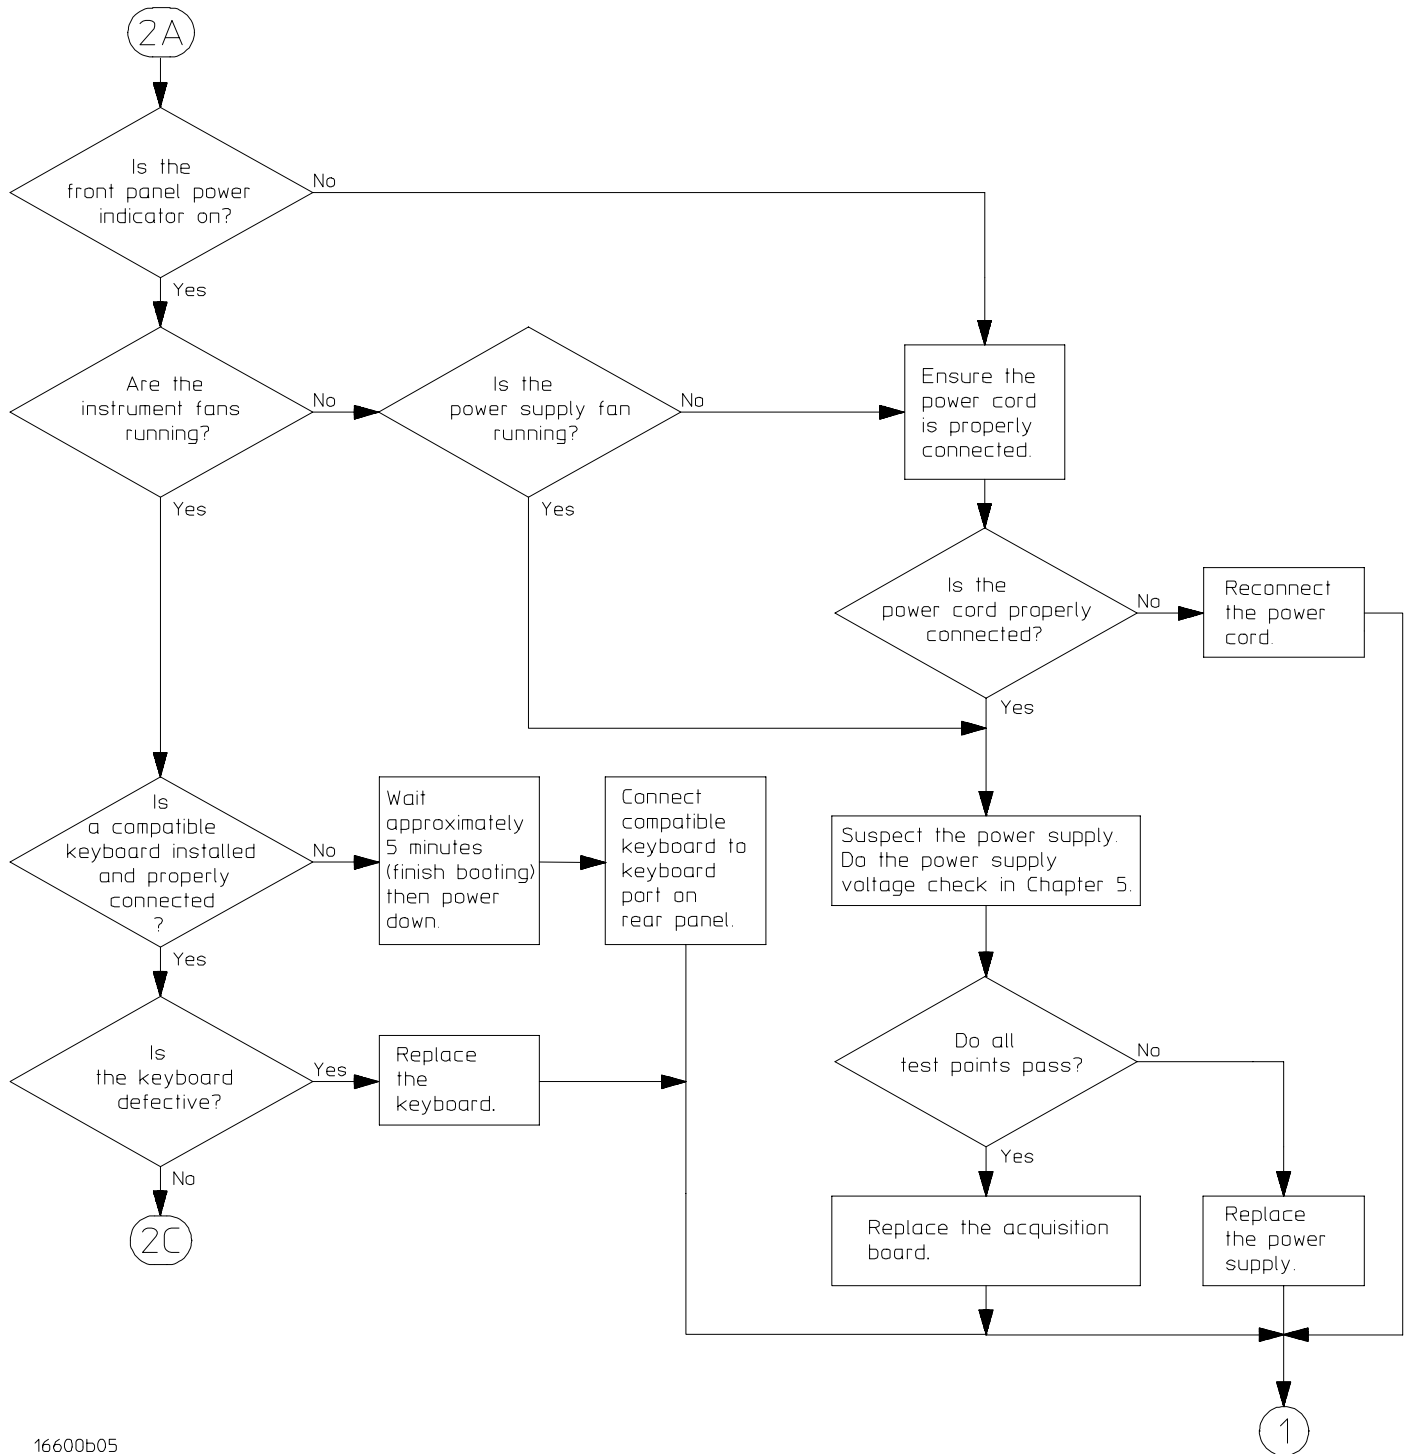 2A
Is the
front panel power
indicator on?
No
Yes
Are the
instrument fans
running?
No
Yes
Is the
power supply fan
running?
No
Yes
Ensure the
power cord
is properly
connected.
Is the
power cord properly
connected?
No
Yes
Reconnect
the power
cord.
Is
a compatible
keyboard installed
and properly
connected
?
No
Yes
Wait
approximately
5 minutes
(finish booting)
then power
down.
Connect
compatible
keyboard to
keyboard
port on
rear panel.
Suspect the power supply.
Do the power supply
voltage check in Chapter 5.
Is
the keyboard
defective?
Yes
No
Replace
the
keyboard.
Do all
test points pass?
No
Yes
2C
Replace the acquisition
board.
Replace
the power
supply.
1
16600b05